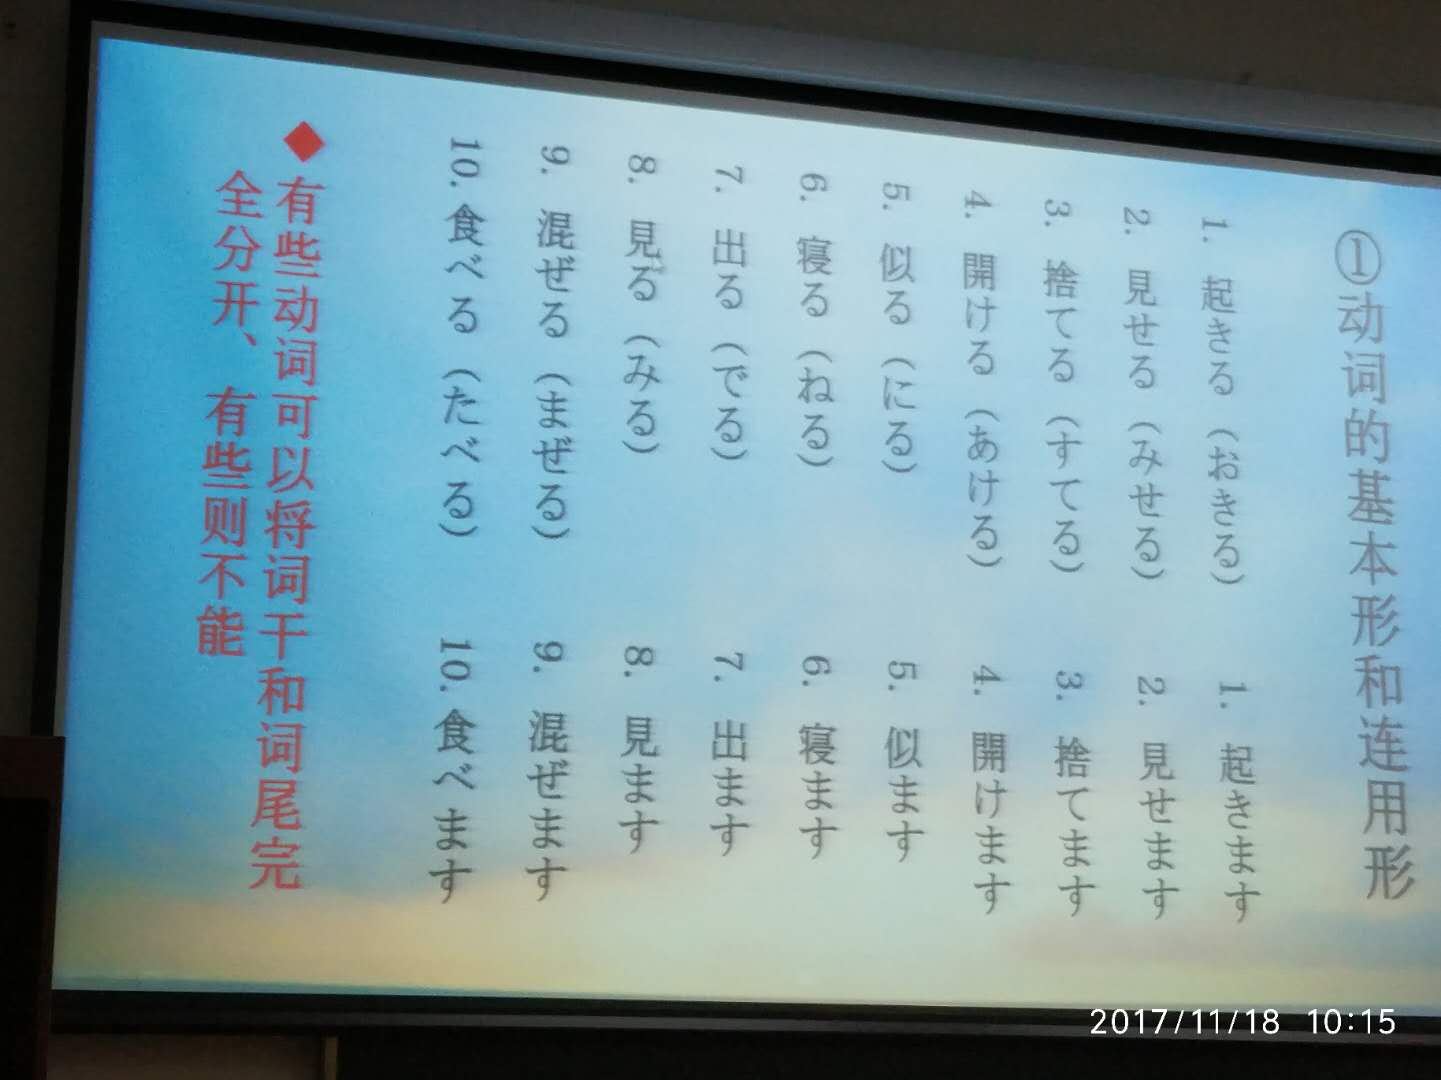 ①动词的基本形和连用形
1. 起きる（おきる）
2. 見せる（みせる）
3. 捨てる（すてる）
4. 開ける（あける）
5. 似る（にる）
6. 寝る（ねる）
7. 出る（でる）
8. 見る（みる）
9. 混ぜる（まぜる）
10. 食べる（たべる）
1. 起きます
2. 見せます
3. 捨てます
4. 開けます
5. 似ます
6. 寝ます
7. 出ます
8. 見ます
9. 混ぜます
10. 食べます
◆有些动词可以将词干和词尾完
全分开、有些则不能
2017/11/18 10:15